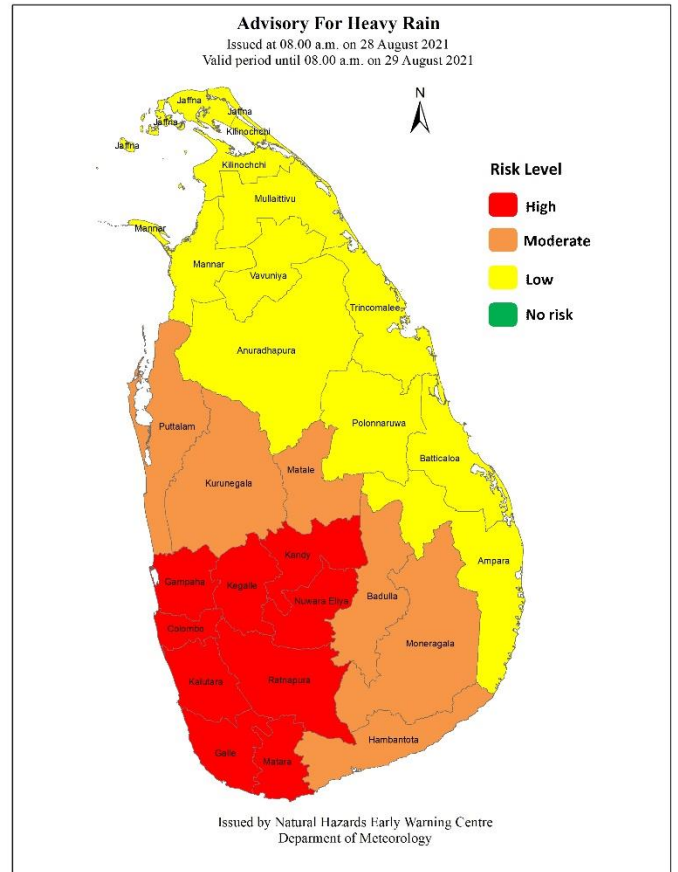 Advisory For Heavy Rain
Issued at 08.00 a.m. on 28 August 2021
Valid period until 08.00 a.m. on 29 August 2021
N
Jaffna
Jaffna
Jaffna
Kilinochchi
Jaffna
Kilinochchi
Risk Level
Mullaittivu
High
Mannar
Moderate
Mannar
Vavuniya
Low
Trincomalee
No risk
Anuradhapura
Polonnaruwa
Puttalam
Batticaloa
Matale
Kurunegala
Kandy
Ampara
Gampaha
Kegalle
Badulla
Nuwara Eliya
Colombo
Moneragala
Kalutara
Ratnapura
Hambantota
Galle
Matara
Issued by Natural Hazards Early Warning Centre
Deparment of Meteorology